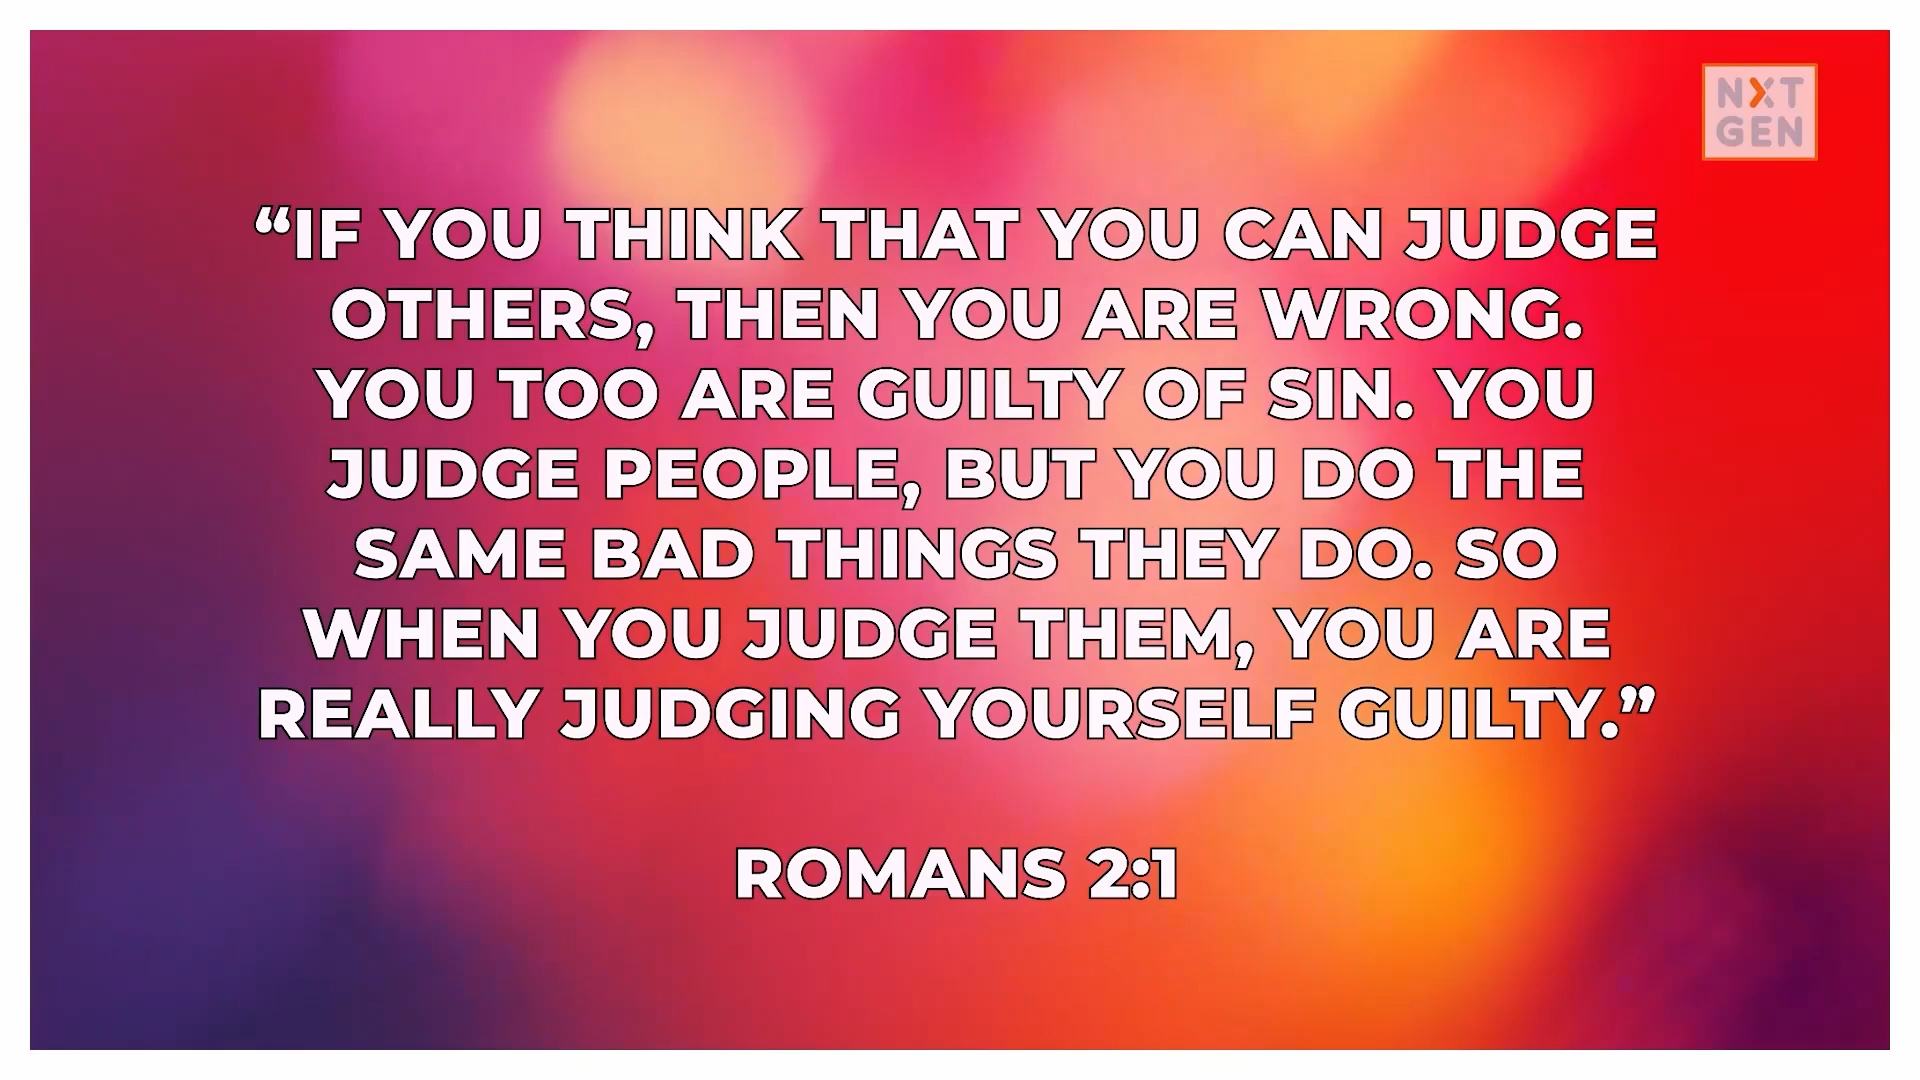 NXT
GEN
“IF YOU THINK THAT YOU CAN JUDGE
OTHERS, THEN YOU ARE WRONG.
YOU TOO ARE GUILTY OF SIN. YOU
JUDGE PEOPLE, BUT YOU DO THE
SAME BAD THINGS THEY DO. SO
WHEN YOU JUDGE THEM, YOU ARE
REALLY JUDGING YOURSELF GUILTY.”
ROMANS 2:1